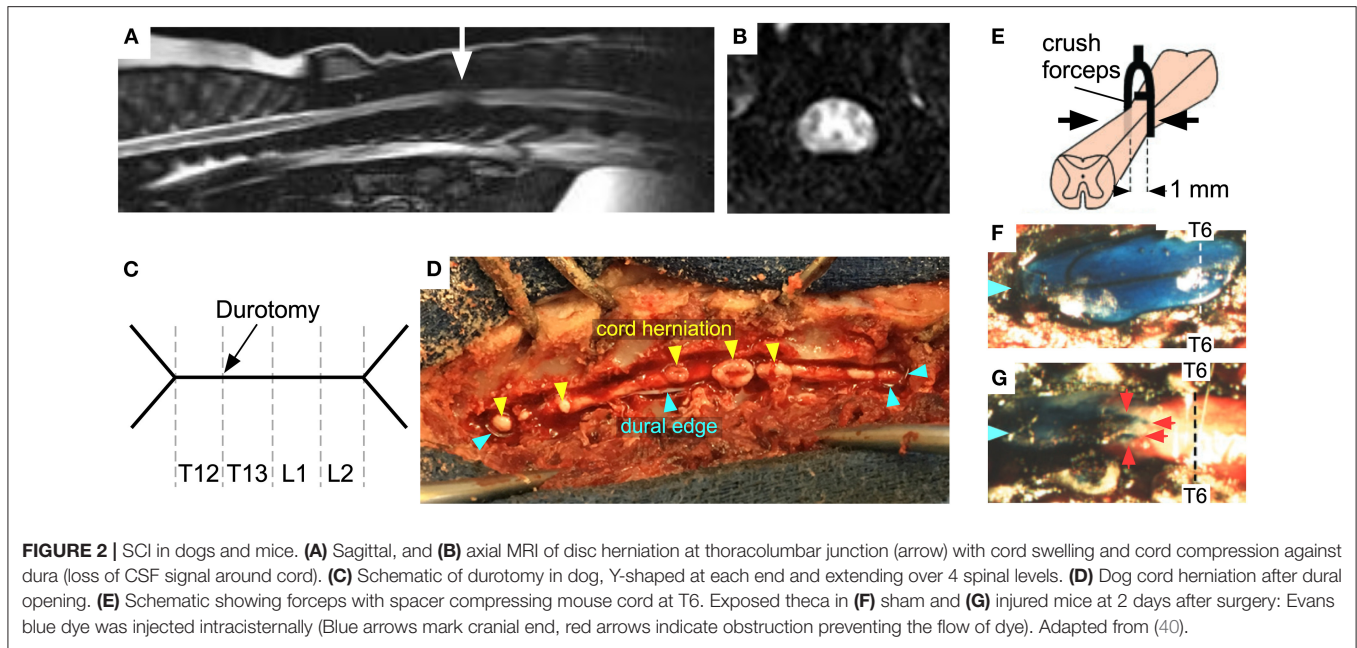 A
B
E
crush
forceps
1 mm
F
T6
T6
C
Durotomy
T12 T13 L1 L2
D
cord herniation
dural edge
G
T6
T6
FIGURE 2 | SCI in dogs and mice. (A) Sagittal, and (B) axial MRI of disc herniation at thoracolumbar junction (arrow) with cord swelling and cord compression against
dura (loss of CSF signal around cord). (C) Schematic of durotomy in dog, Y-shaped at each end and extending over 4 spinal levels. (D) Dog cord herniation after dural
opening. (E) Schematic showing forceps with spacer compressing mouse cord at T6. Exposed theca in (F) sham and (G) injured mice at 2 days after surgery: Evans
blue dye was injected intracisternally (Blue arrows mark cranial end, red arrows indicate obstruction preventing the flow of dye). Adapted from (40).